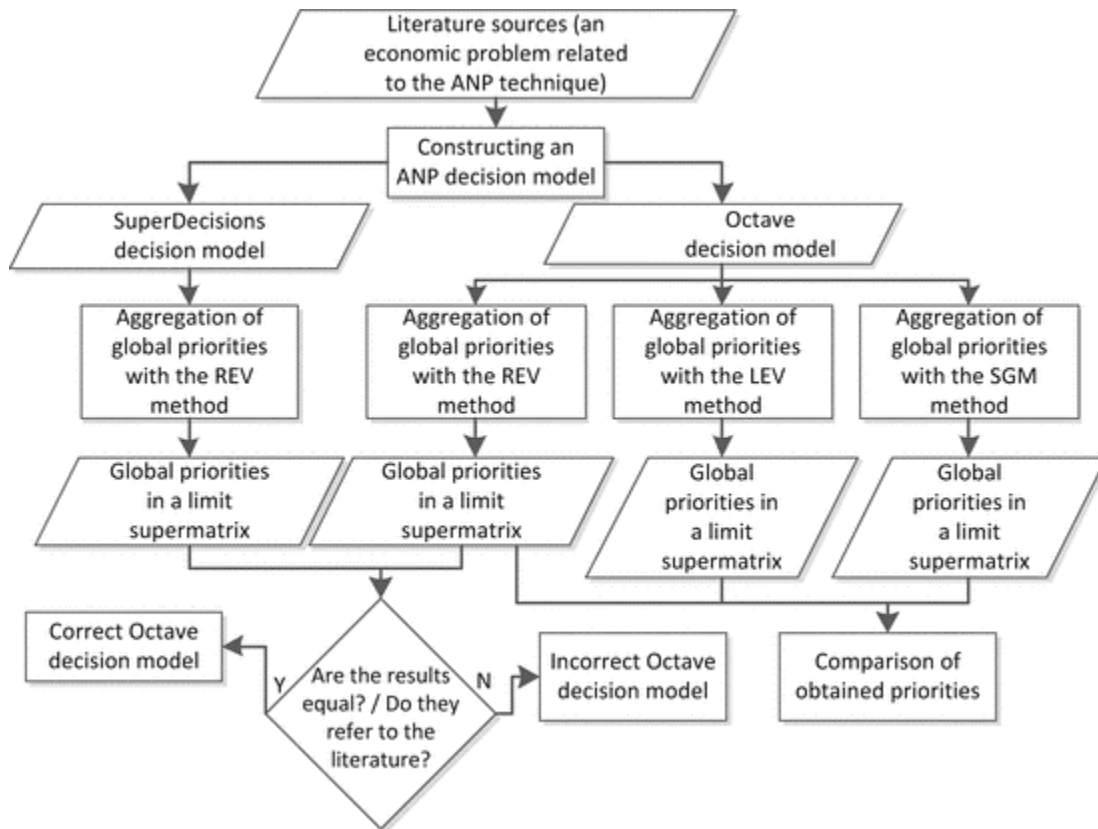 Literature sources (an
economic problem related
to the ANP technique)
Constructing an
ANP decision model
SuperDecisions
decision model
Octave
decision model
Aggregation of
global priorities
with the REV
method
Aggregation of
global priorities
with the REV
method
Aggregation of
global priorities
with the LEV
method
Aggregation of
global priorities
with the SGM
method
Global priorities
in a limit
supermatrix
Global priorities
in a limit
supermatrix
Global
priorities in
a limit
supermatrix
Global
priorities in
a limit
supermatrix
Correct Octave
decision model
Y
Are the results
equal? / Do they
refer to the
literature?
N
Incorrect Octave
decision model
Comparison of
obtained priorities